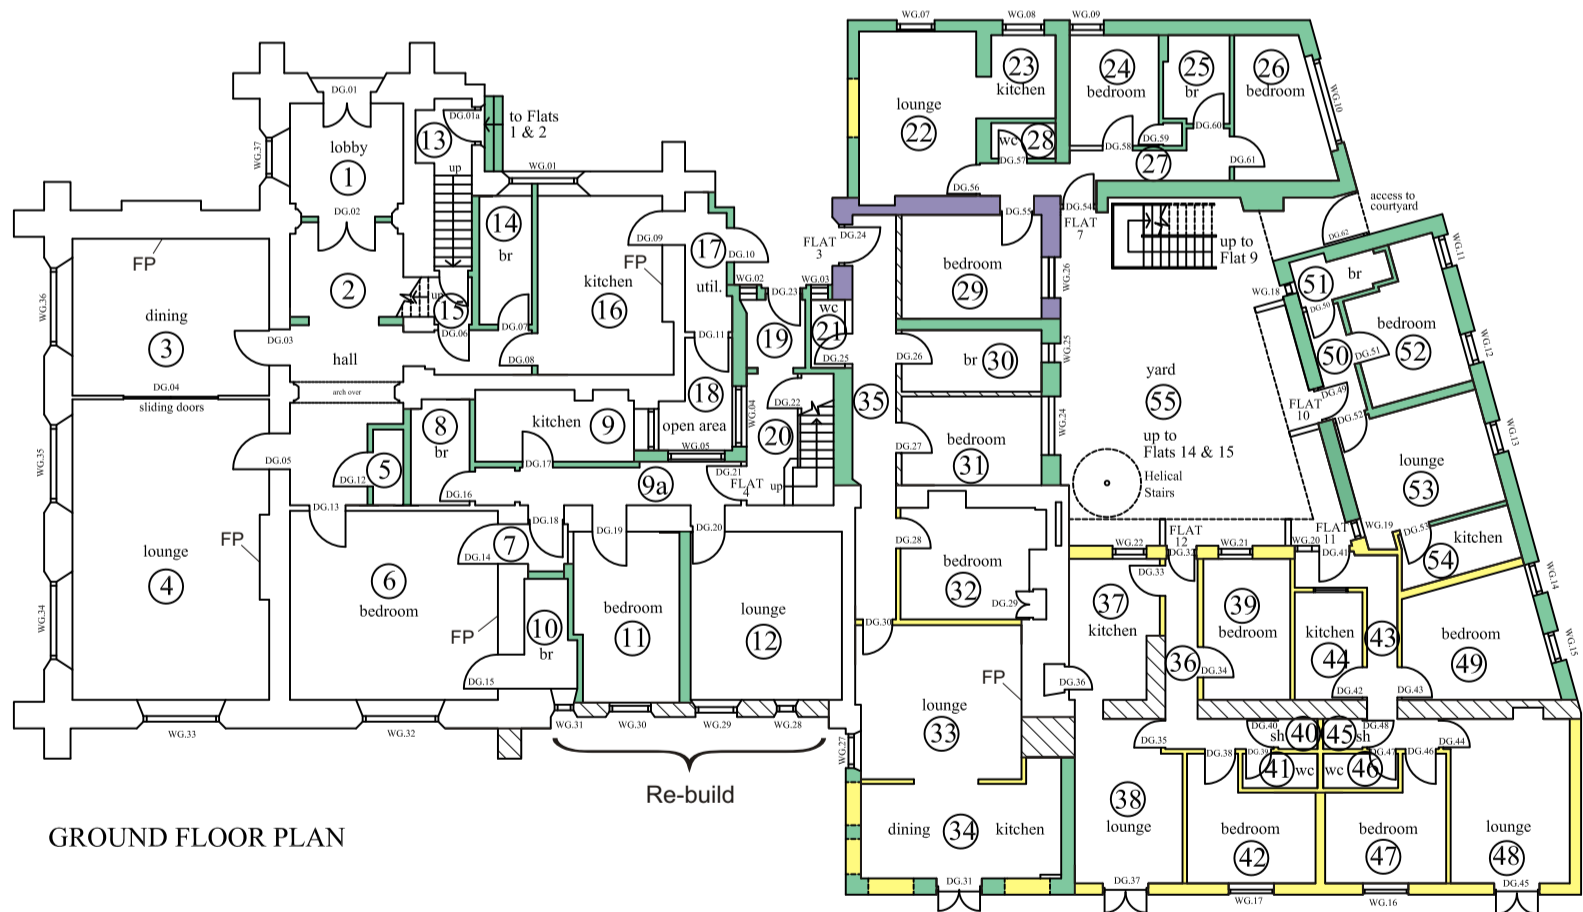 WG.07
WG.08
WG.09
DG.01
lobby
1
WG.37
DG.02
13
DG.01a
to Flats
1 & 2
up
WG.01
lounge
22
23
kitchen
24
bedroom
25
br
26
bedroom
WG.10
wc
28
DG.57
DG.58
DG.59
DG.60
27
DG.61
DG.56
DG.55
DG.54
FLAT
7
access to
courtyard
DG.62
up to
Flat 9
FP
WG.36
dining
3
DG.03
2
hall
up
15
14
br
DG.07
DG.06
DG.08
DG.09
FP
kitchen
16
17
util.
DG.10
DG.11
FLAT
3
DG.24
WG.02
DG.23
WG.03
wc
21
19
DG.25
bedroom
29
WG.26
DG.26
br
30
WG.25
35
DG.27
bedroom
31
WG.24
yard
55
up to
Flats 14 & 15
Helical
Stairs
WG.18
51
br
DG.50
50
DG.51
bedroom
52
WG.11
WG.12
DG.49
FLAT
10
DG.52
WG.13
lounge
53
DG.04
sliding doors
arch over
WG.35
DG.05
5
DG.12
8
br
kitchen
9
18
open area
WG.04
WG.05
DG.22
20
DG.17
DG.16
9a
DG.21
FLAT
4
up
DG.13
lounge
4
FP
WG.34
6
bedroom
DG.14
7
DG.18
DG.19
DG.20
FP
10
br
DG.15
bedroom
11
lounge
12
DG.28
bedroom
32
DG.29
DG.30
FP
lounge
33
WG.27
WG.22
FLAT
12
DG.32
WG.21
WG.20
FLAT
11
DG.41
WG.19
DG.53
kitchen
54
WG.14
DG.33
37
kitchen
36
DG.34
39
bedroom
kitchen
44
43
bedroom
49
WG.15
DG.36
DG.42
DG.43
DG.35
DG.40
sh
40
45
sh
DG.48
DG.44
DG.38
DG.39
41
wc
wc
46
DG.47
DG.46
WG.33
WG.32
WG.31
WG.30
WG.29
WG.28
Re-build
GROUND FLOOR PLAN
dining
34
kitchen
38
lounge
bedroom
42
bedroom
47
lounge
48
DG.31
DG.37
WG.17
WG.16
DG.45